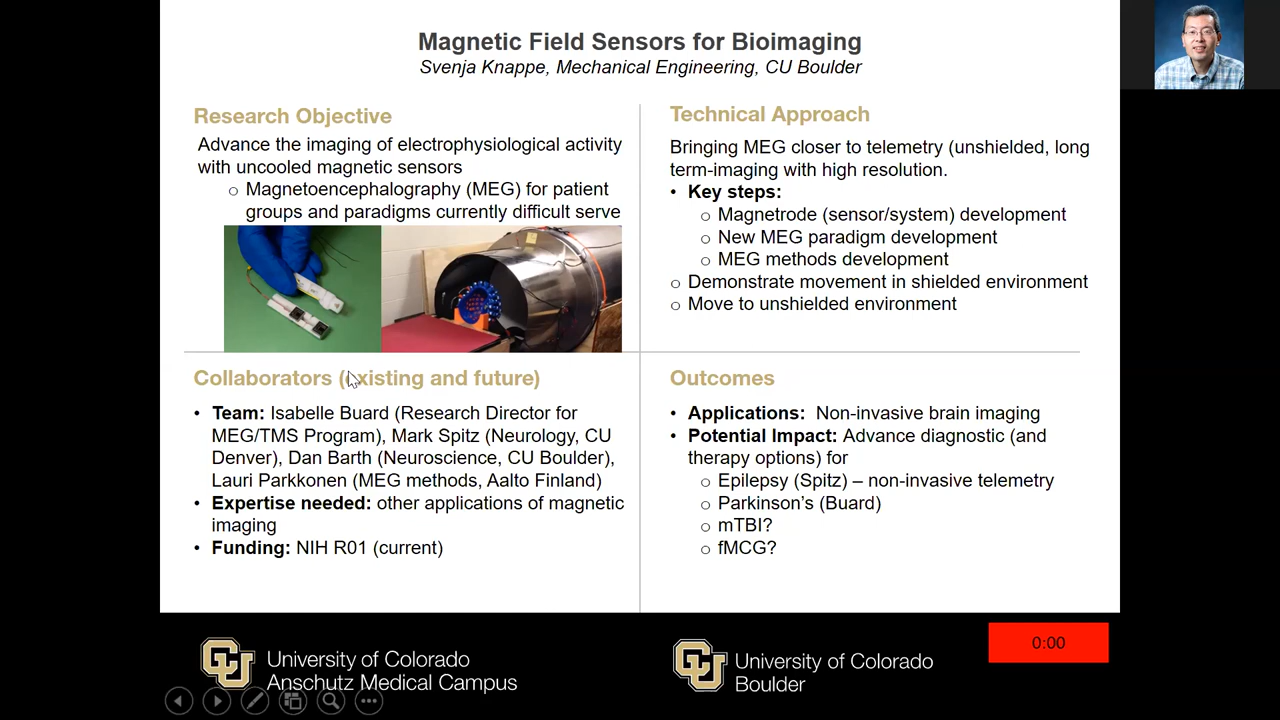 Magnetic Field Sensors for Bioimaging
Svenja Knappe, Mechanical Engineering, CU Boulder
Research Objective
Advance the imaging of electrophysiological activity
with uncooled magnetic sensors
o Magnetoencephalography (MEG) for patient
groups and paradigms currently difficult serve
Technical Approach
Bringing MEG closer to telemetry (unshielded, long
term-imaging with high resolution.
• Key steps:
o Magnetrode (sensor/system) development
o New MEG paradigm development
o MEG methods development
o Demonstrate movement in shielded environment
o Move to unshielded environment
Collaborators (existing and future)
• Team: Isabelle Buard (Research Director for
MEG/TMS Program), Mark Spitz (Neurology, CU
Denver), Dan Barth (Neuroscience, CU Boulder),
Lauri Parkkonen (MEG methods, Aalto Finland)
• Expertise needed: other applications of magnetic
imaging
• Funding: NIH R01 (current)
Outcomes
• Applications: Non-invasive brain imaging
• Potential Impact: Advance diagnostic (and
therapy options) for
o Epilepsy (Spitz) – non-invasive telemetry
o Parkinson's (Buard)
o mTBI?
o fMCG?
CU
University of Colorado
Anschutz Medical Campus
CU
University of Colorado
Boulder
0:00